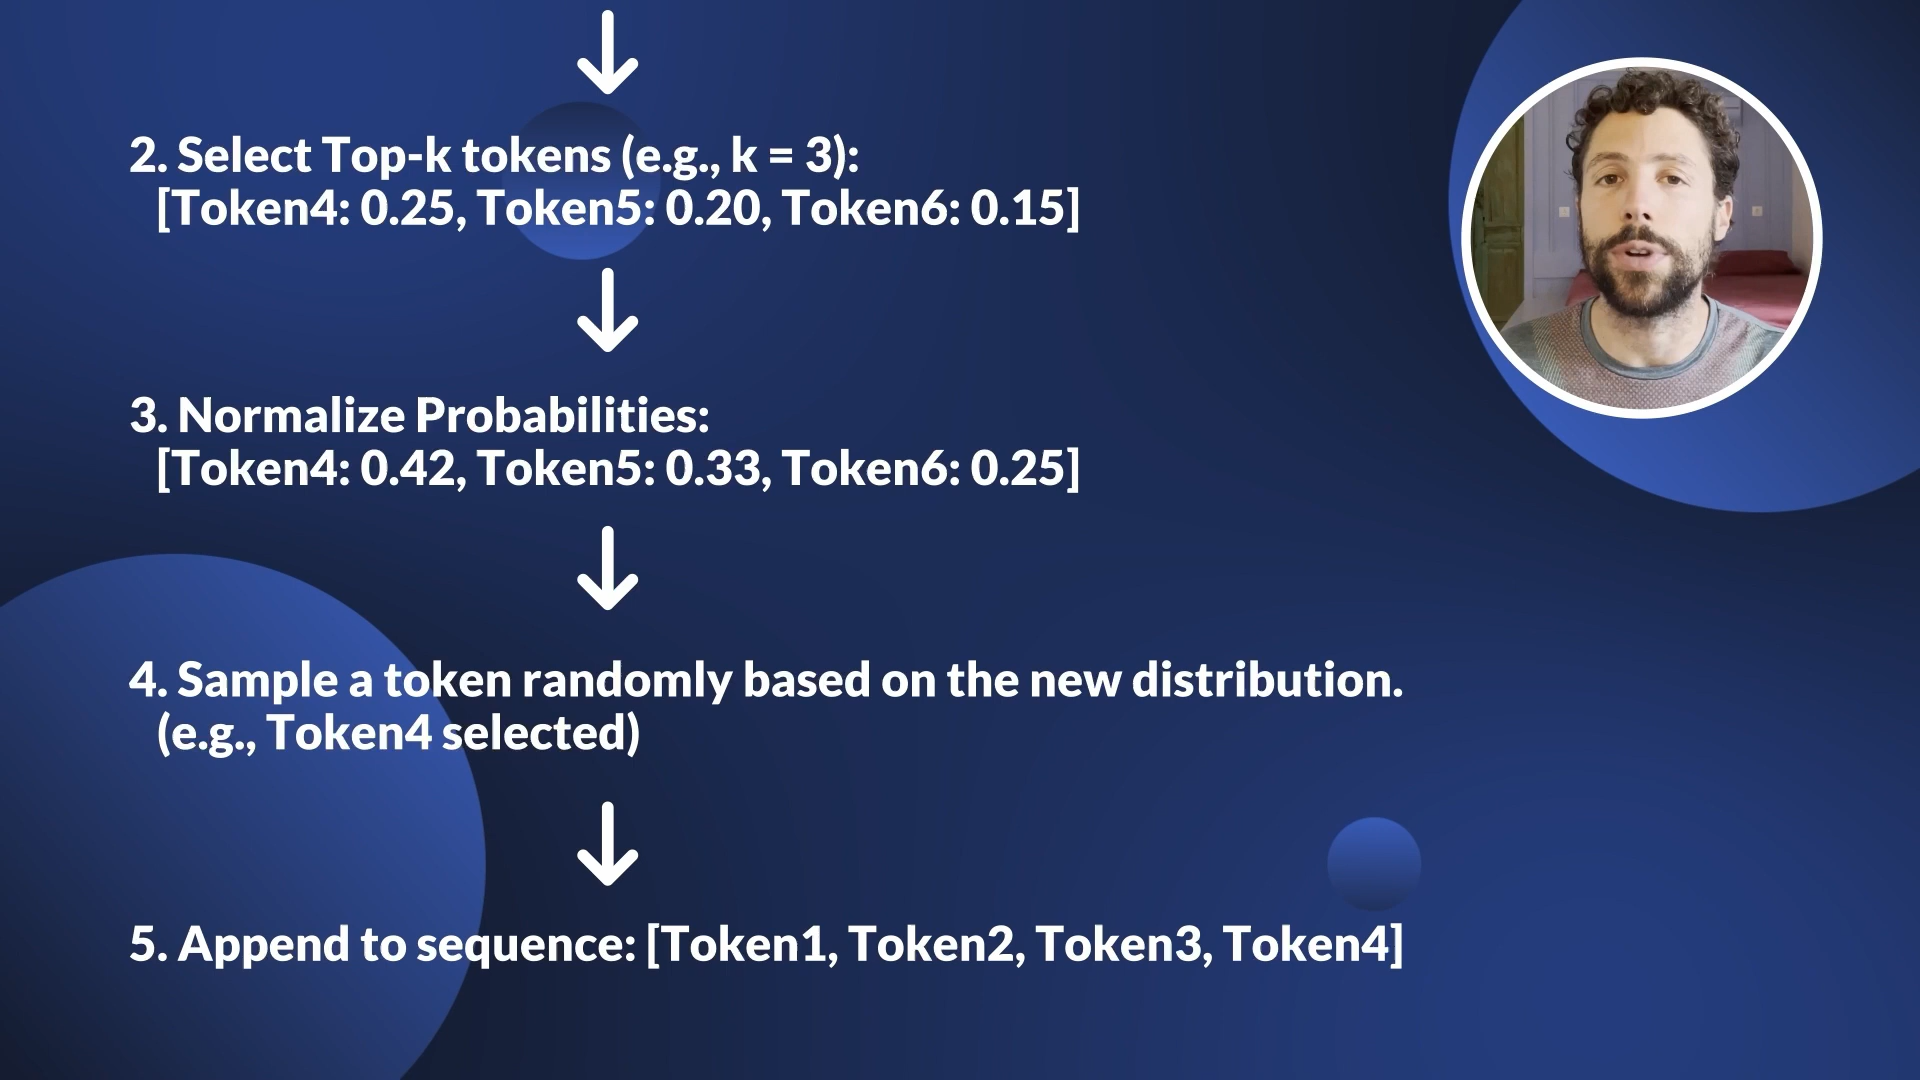 2. Select Top-k tokens (e.g., k = 3):
[Token4: 0.25, Token5: 0.20, Token6: 0.15]
3. Normalize Probabilities:
[Token4: 0.42, Token5: 0.33, Token6: 0.25]
4. Sample a token randomly based on the new distribution.
(e.g., Token4 selected)
5. Append to sequence: [Token1, Token2, Token3, Token4]